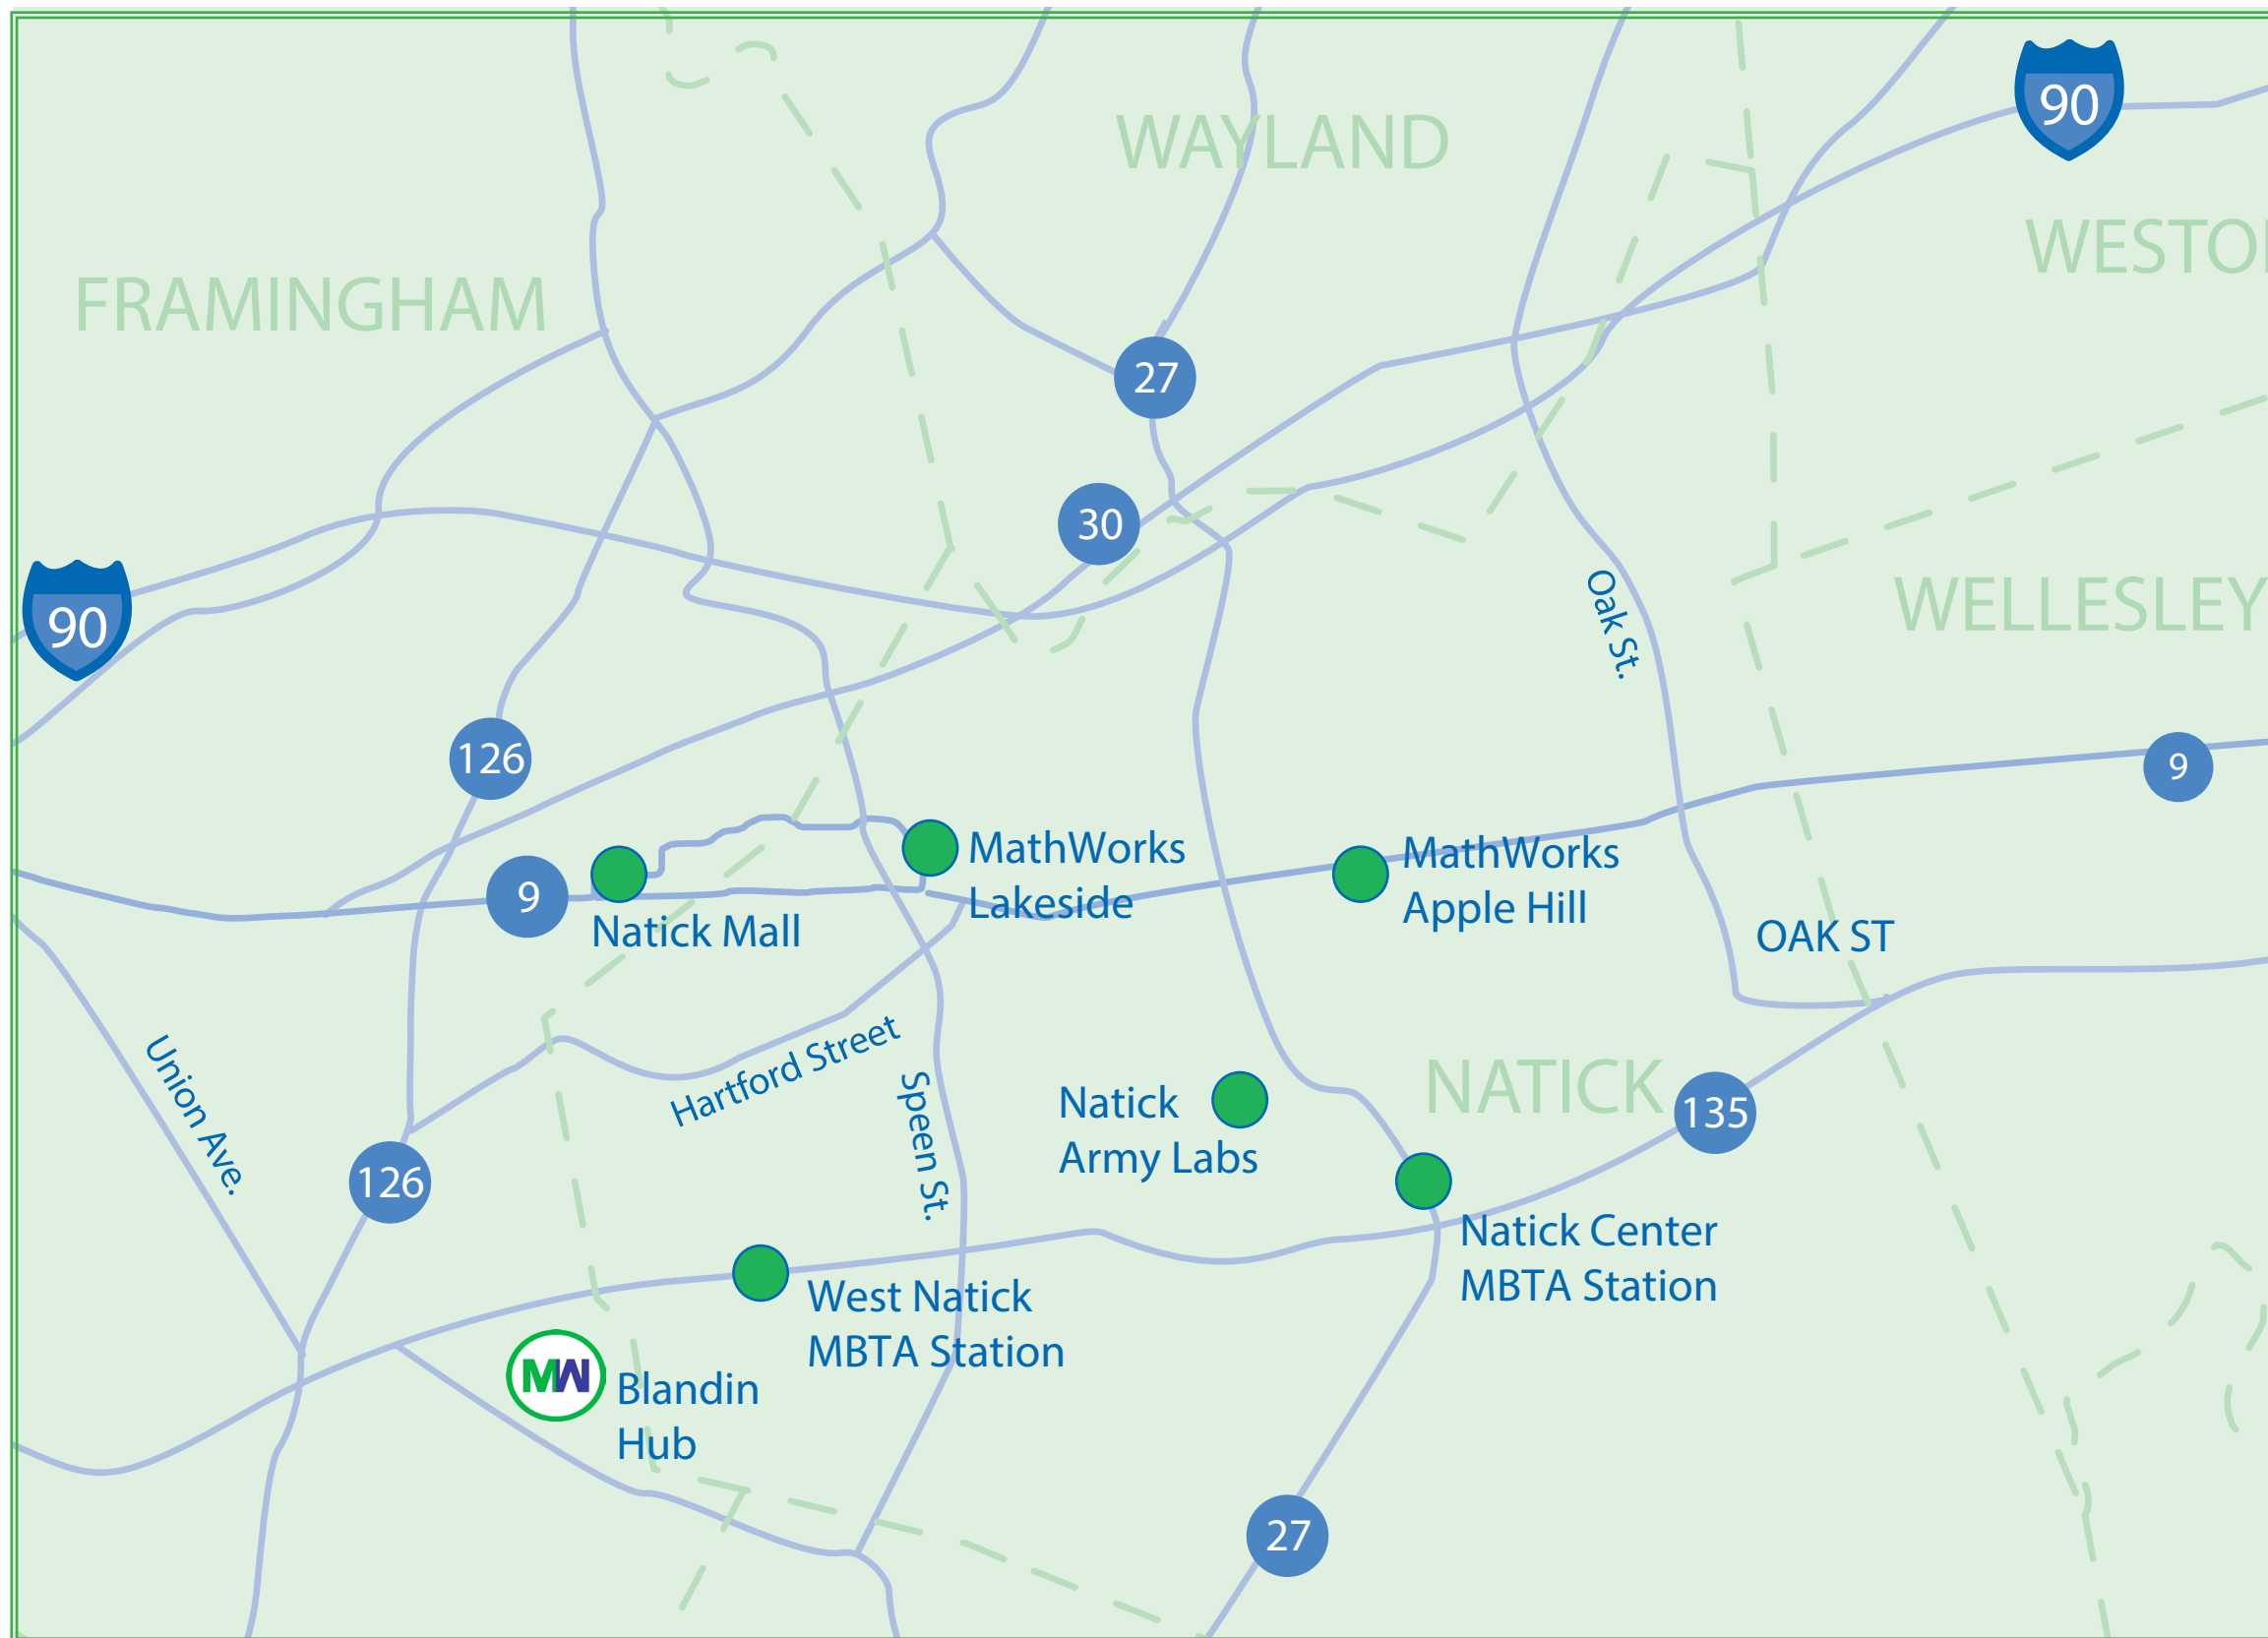 90
WAYLAND
WESTO
FRAMINGHAM
27
30
90
Oak St.
WELLESLEY
126
9
MathWorks
Lakeside
MathWorks
Apple Hill
9
Natick Mall
OAK ST
Union Ave.
Hartford Street
Speen St.
Natick
Army Labs
NATICK
135
126
Natick Center
MBTA Station
West Natick
MBTA Station
MW
Blandin
Hub
27